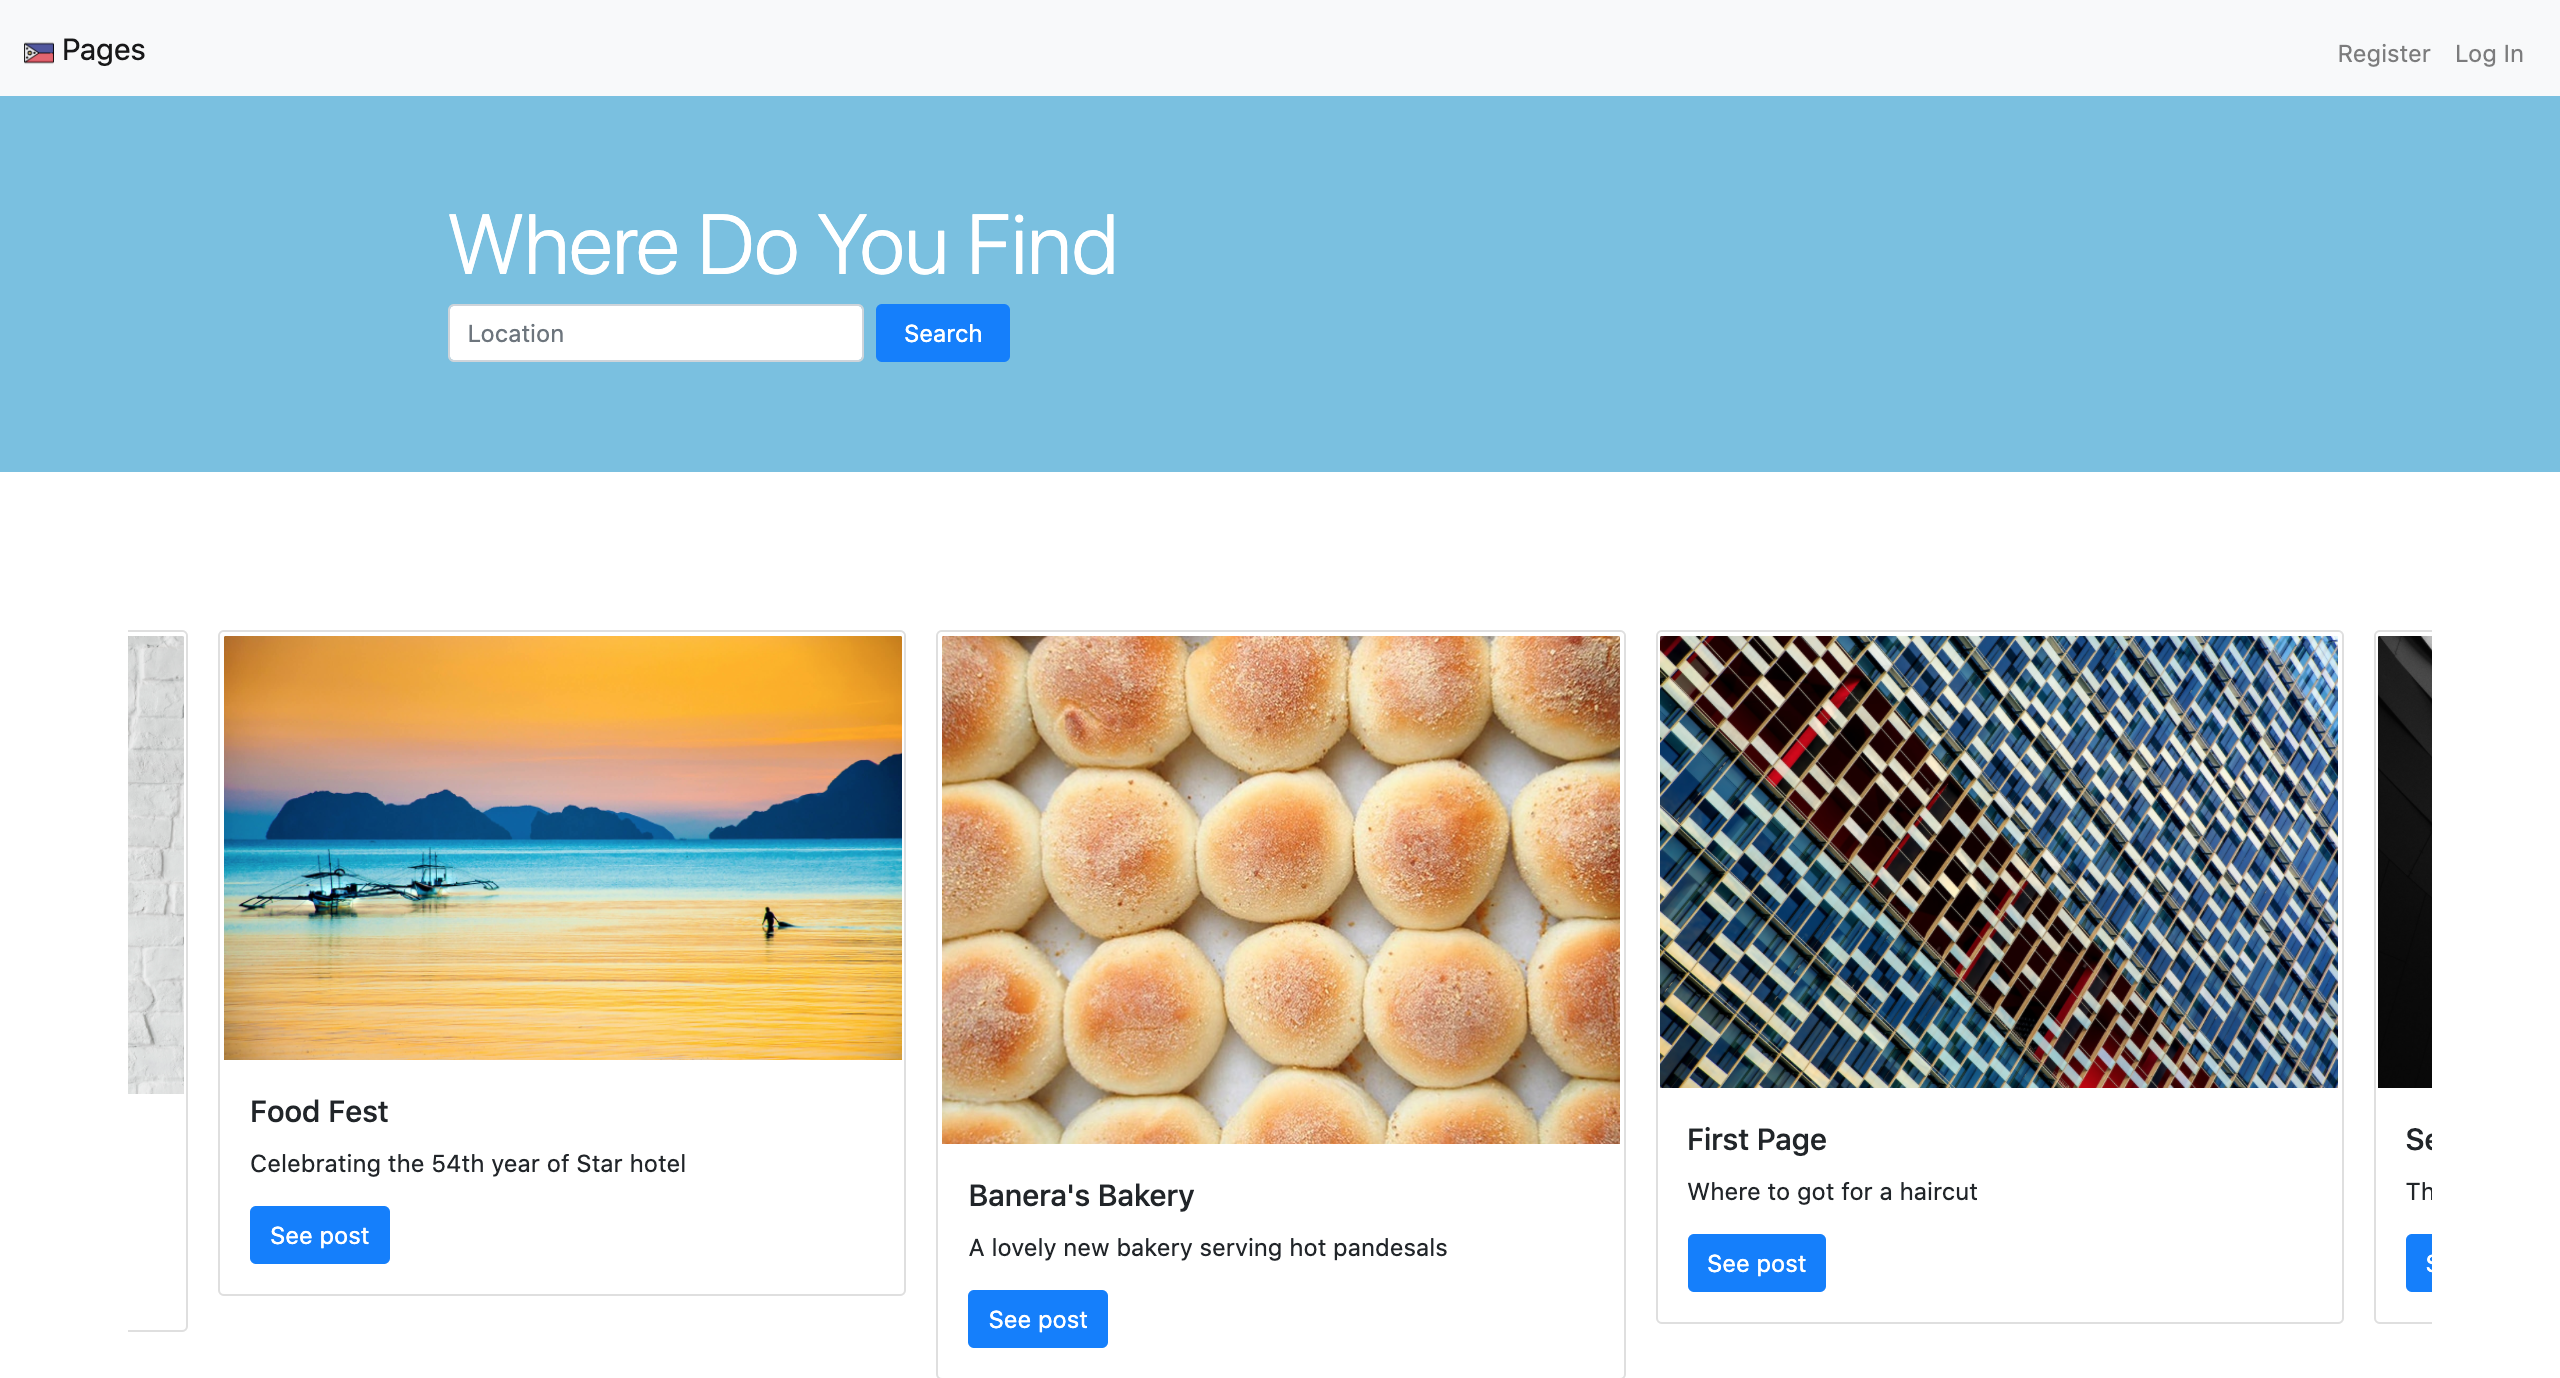 Pages
Register Log In
Where Do You Find
Location
Search
Food Fest
Celebrating the 54th year of Star hotel
See post
Banera's Bakery
A lovely new bakery serving hot pandesals
See post
First Page
Where to got for a haircut
See post